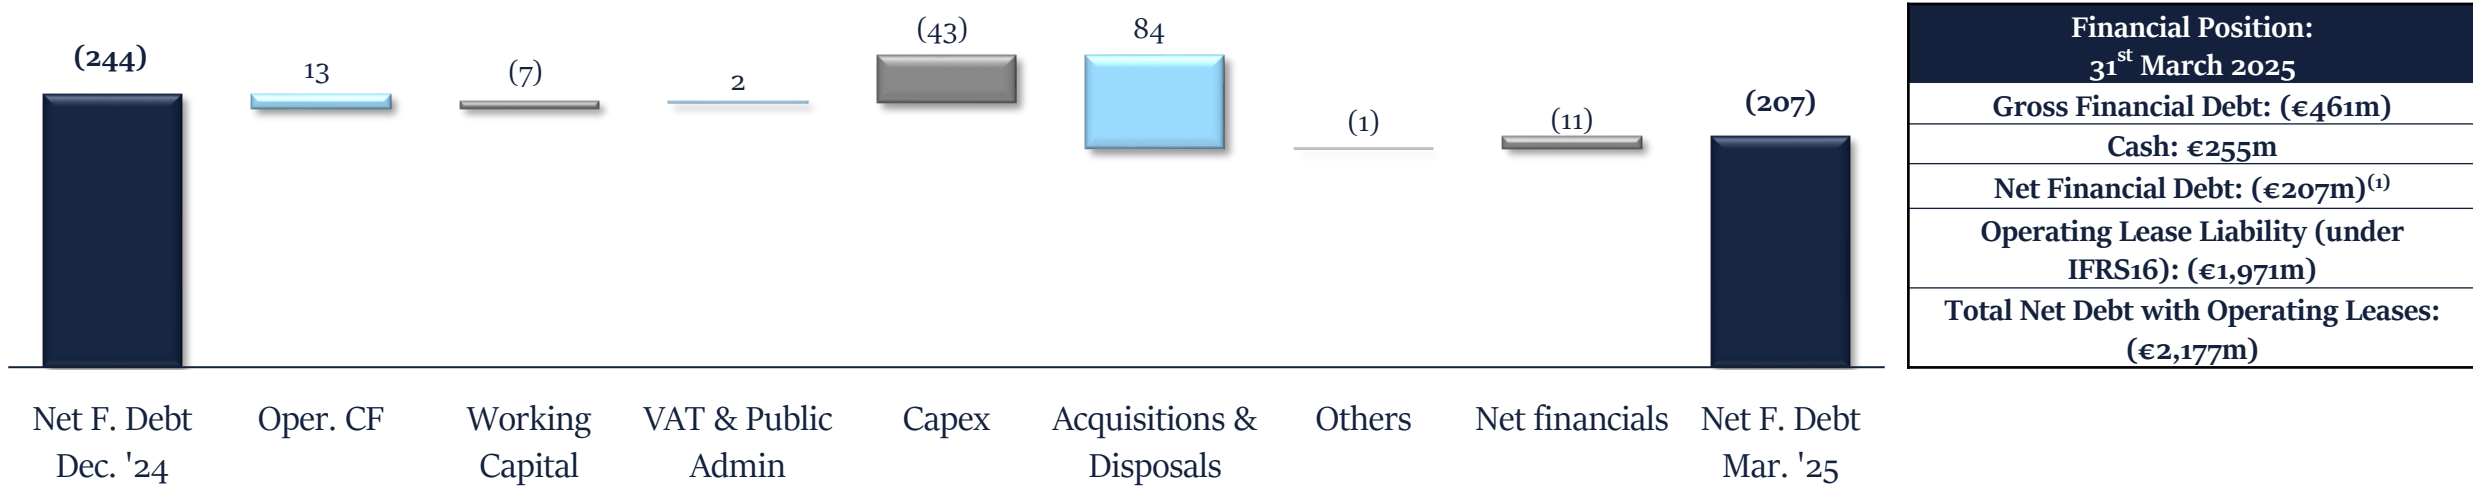 (244)
13
(7)
2
(43)
84
(1)
(11)
(207)
Net F. Debt
Dec. '24
Oper. CF
Working
Capital
VAT & Public
Admin
Capex
Acquisitions &
Disposals
Others
Net financials
Net F. Debt
Mar. '25
Financial Position:
31st March 2025
Gross Financial Debt: (€461m)
Cash: €255m
Net Financial Debt: (€207m)(1)
Operating Lease Liability (under
IFRS16): (€1,971m)
Total Net Debt with Operating Leases:
(€2,177m)